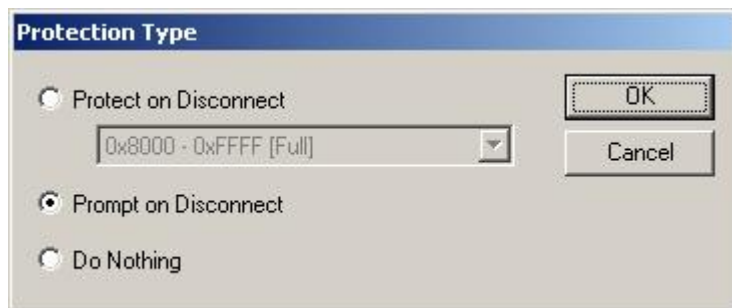 Protection Type
Protect on Disconnect
OK
0x8000 - 0xFFFF [Full]
Cancel
Prompt on Disconnect
Do Nothing